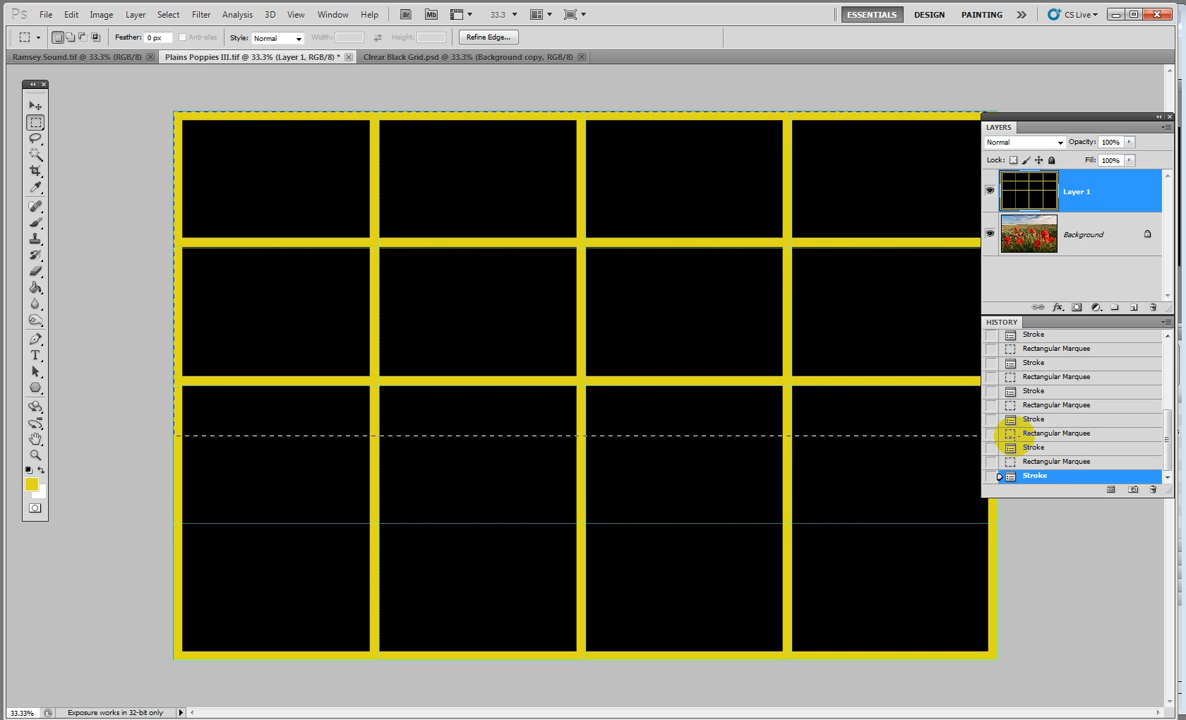 Ps File Edit Image Layer Select Filter Analysis 3D View Window Help Br Mb 33.3 ESSENTIALS DESIGN PAINTING CS Live
Feather: 0 px Anti-alias Style: Normal Width: Height: Refine Edge...
Ramsey Sound.tif @ 33.3% (RGB/8) Plains Poppies III.tif @ 33.3% (Layer 1, RGB/8) * Clrear Black Grid.psd @ 33.3% (Background copy, RGB/8)
LAYERS
Normal Opacity: 100%
Lock: Fill: 100%
Layer 1
Background
HISTORY
Stroke
Rectangular Marquee
Stroke
Rectangular Marquee
Stroke
Rectangular Marquee
Stroke
Rectangular Marquee
Stroke
Rectangular Marquee
Stroke
33.33% Exposure works in 32-bit only